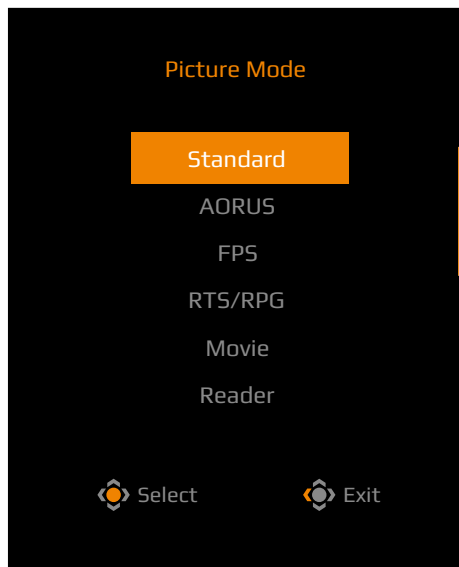 Picture Mode
Standard
AORUS
FPS
RTS/RPG
Movie
Reader
Select Exit